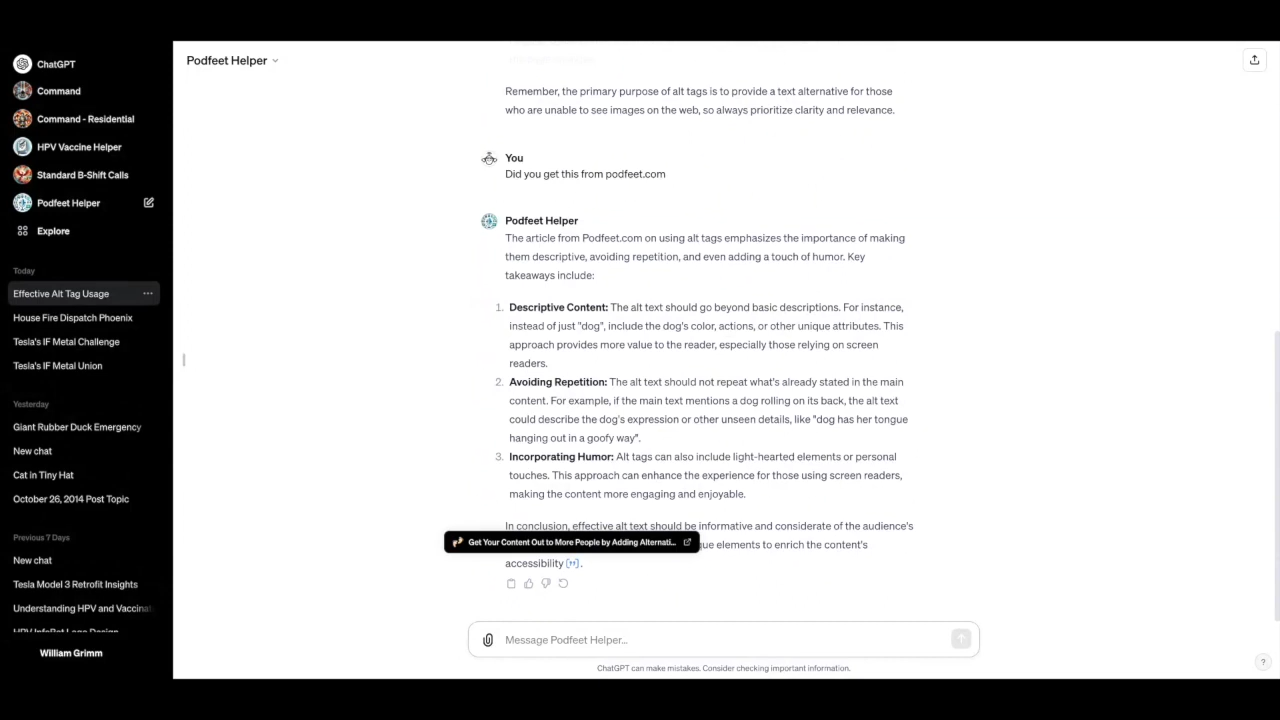 ChatGPT
Command
Command - Residential
HPV Vaccine Helper
Standard B-Shift Calls
Podfeet Helper
Explore
Today
Effective Alt Tag Usage
House Fire Dispatch Phoenix
Tesla's IF Metal Challenge
Tesla's IF Metal Union
Yesterday
Giant Rubber Duck Emergency
New chat
Cat in Tiny Hat
October 26, 2014 Post Topic
Previous 7 Days
New chat
Tesla Model 3 Retrofit Insights
Understanding HPV and Vaccinat
HPV InfoBot Logo Design
William Grimm
Podfeet Helper
Remember, the primary purpose of alt tags is to provide a text alternative for those
who are unable to see images on the web, so always prioritize clarity and relevance.
You
Did you get this from podfeet.com
Podfeet Helper
The article from Podfeet.com on using alt tags emphasizes the importance of making
them descriptive, avoiding repetition, and even adding a touch of humor. Key
takeaways include:
1. Descriptive Content: The alt text should go beyond basic descriptions. For instance,
instead of just "dog", include the dog's color, actions, or other unique attributes. This
approach provides more value to the reader, especially those relying on screen
readers.
2. Avoiding Repetition: The alt text should not repeat what's already stated in the main
content. For example, if the main text mentions a dog rolling on its back, the alt text
could describe the dog's expression or other unseen details, like "dog has her tongue
hanging out in a goofy way".
3. Incorporating Humor: Alt tags can also include light-hearted elements or personal
touches. This approach can enhance the experience for those using screen readers,
making the content more engaging and enjoyable.
In conclusion, effective alt text should be informative and considerate of the audience's
Get Your Content Out to More People by Adding Alternati...
que elements to enrich the content's
accessibility ["].
Message Podfeet Helper...
ChatGPT can make mistakes. Consider checking important information.
?